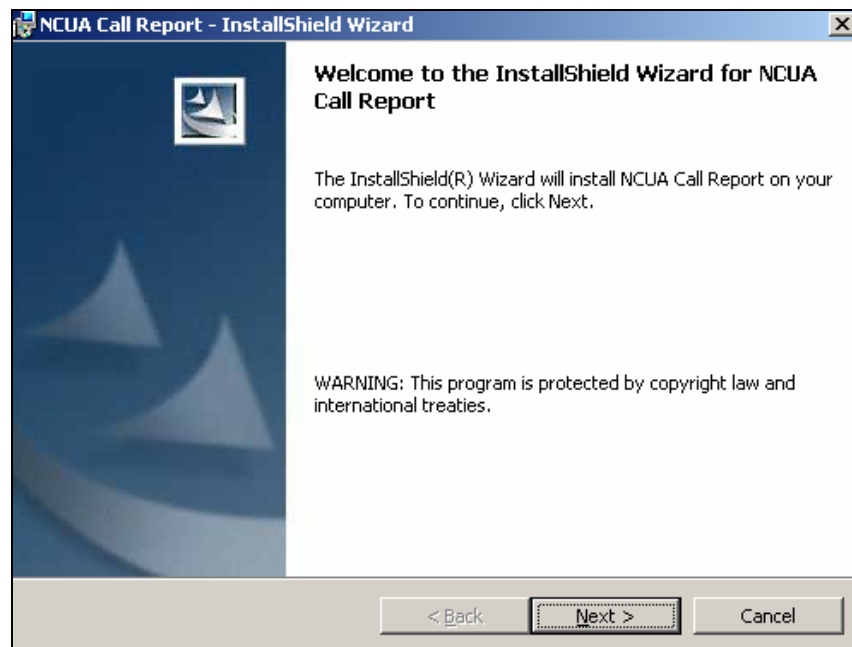 NCUA Call Report - InstallShield Wizard
Welcome to the InstallShield Wizard for NCUA
Call Report
The InstallShield(R) Wizard will install NCUA Call Report on your
computer. To continue, click Next.
WARNING: This program is protected by copyright law and
international treaties.
< Back
Next >
Cancel